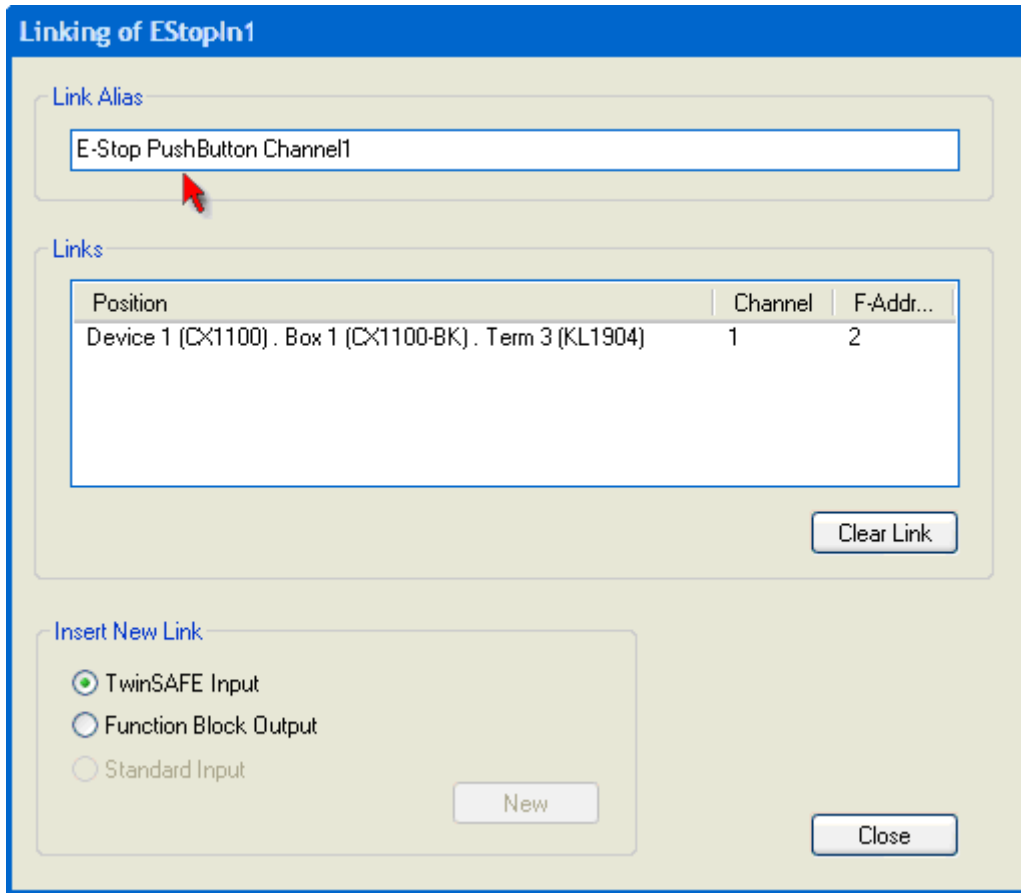 Linking of EStopIn1
Link Alias
E-Stop PushButton Channel1
Links
Position Channel F-Addr...
Device 1 (CX1100) . Box 1 (CX1100-BK) . Term 3 (KL1904) 1 2
Clear Link
Insert New Link
TwinSAFE Input
Function Block Output
Standard Input
New
Close